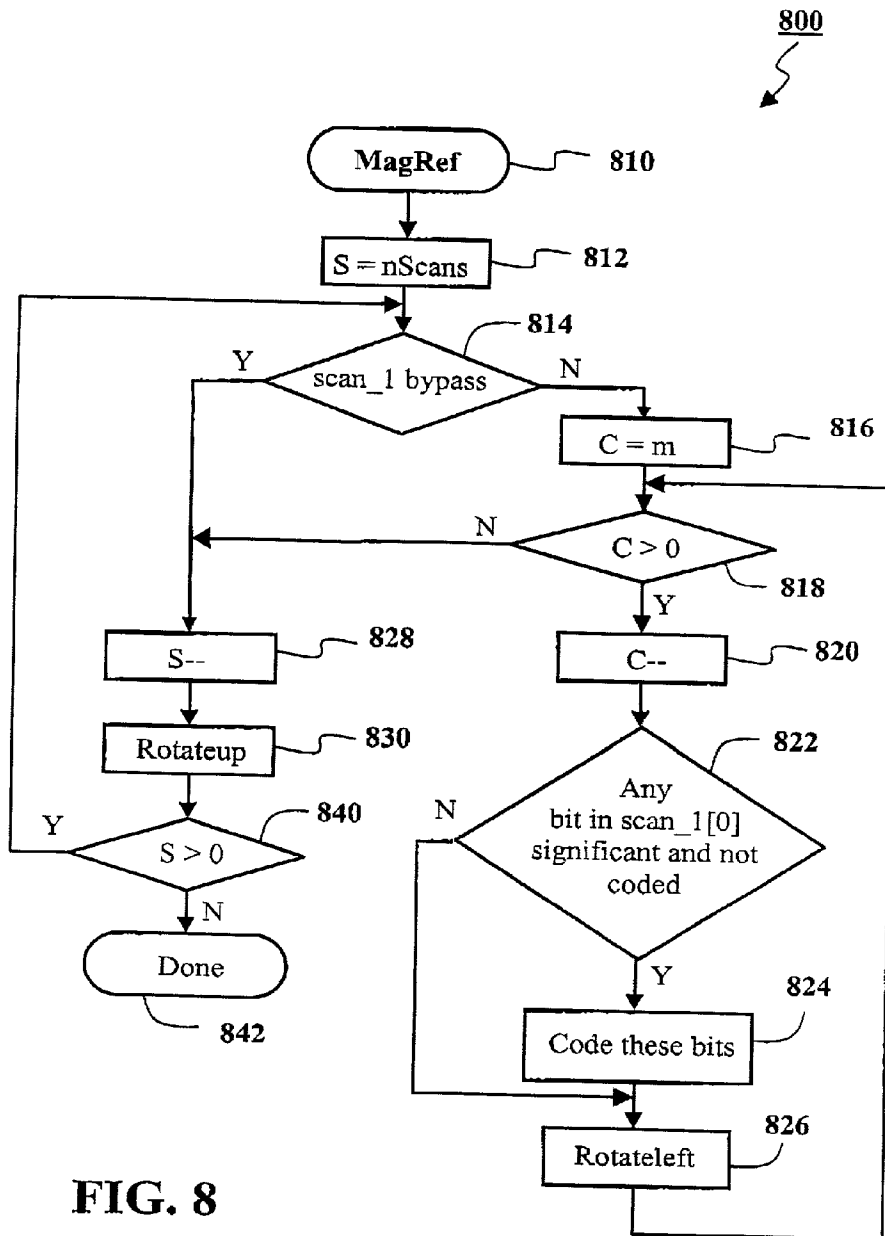 800
MagRef
810
S = nScans
812
814
Y
scan_1 bypass
N
C = m
816
N
C > 0
818
Y
S--
828
C--
820
Rotateup
830
822
Y
840
S > 0
N
Any
bit in scan_1[0]
significant and not
coded
N
Done
842
Y
824
Code these bits
826
Rotateleft
FIG. 8